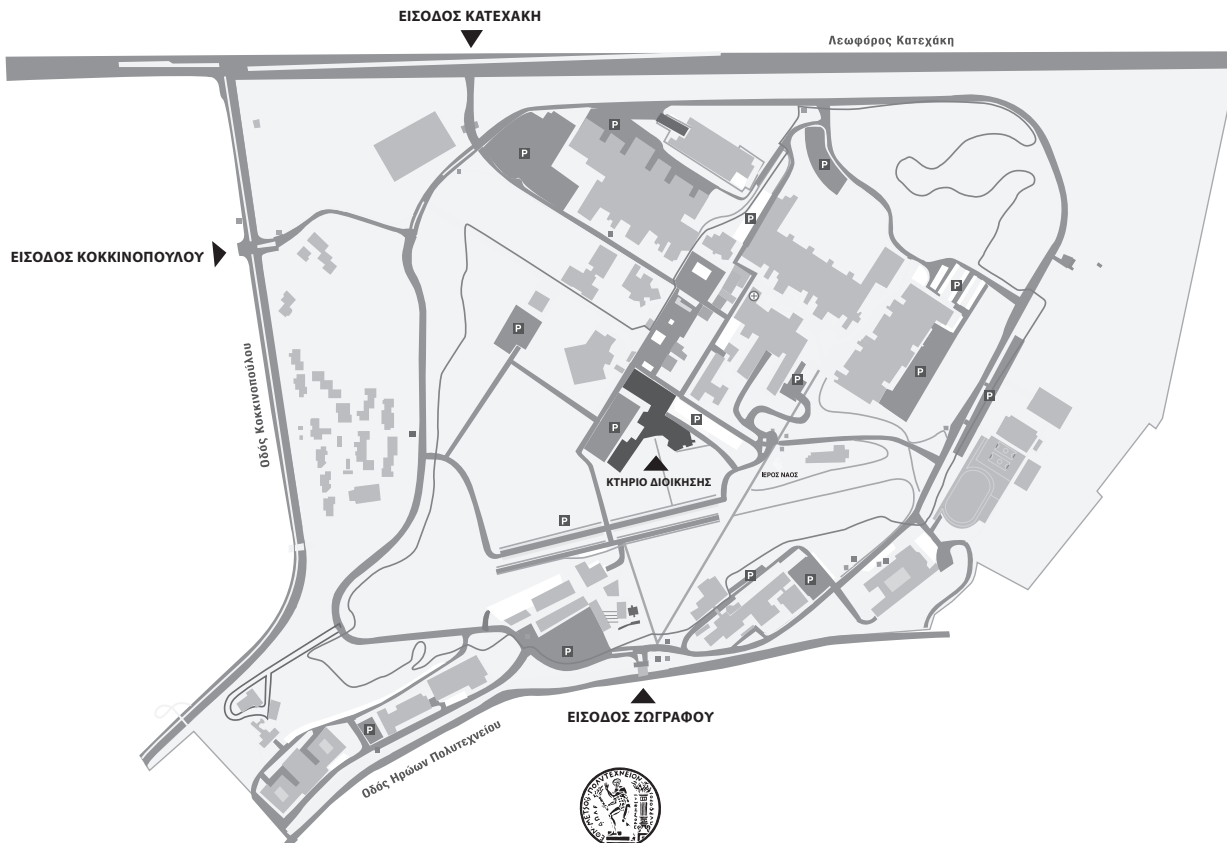 ΕΙΣΟΔΟΣ ΚΑΤΕΧΑΚΗ
Λεωφόρος Κατεχάκη
P
P
P
P
ΕΙΣΟΔΟΣ ΚΟΚΚΙΝΟΠΟΥΛΟΥ
P
P
Οδός Κοκκινοπούλου
P
P
P
P
P
ΙΕΡΟΣ ΝΑΟΣ
ΚΤΗΡΙΟ ΔΙΟΙΚΗΣΗΣ
P
P
P
P
ΕΙΣΟΔΟΣ ΖΩΓΡΑΦΟΥ
P
Οδός Ηρώων Πολυτεχνείου